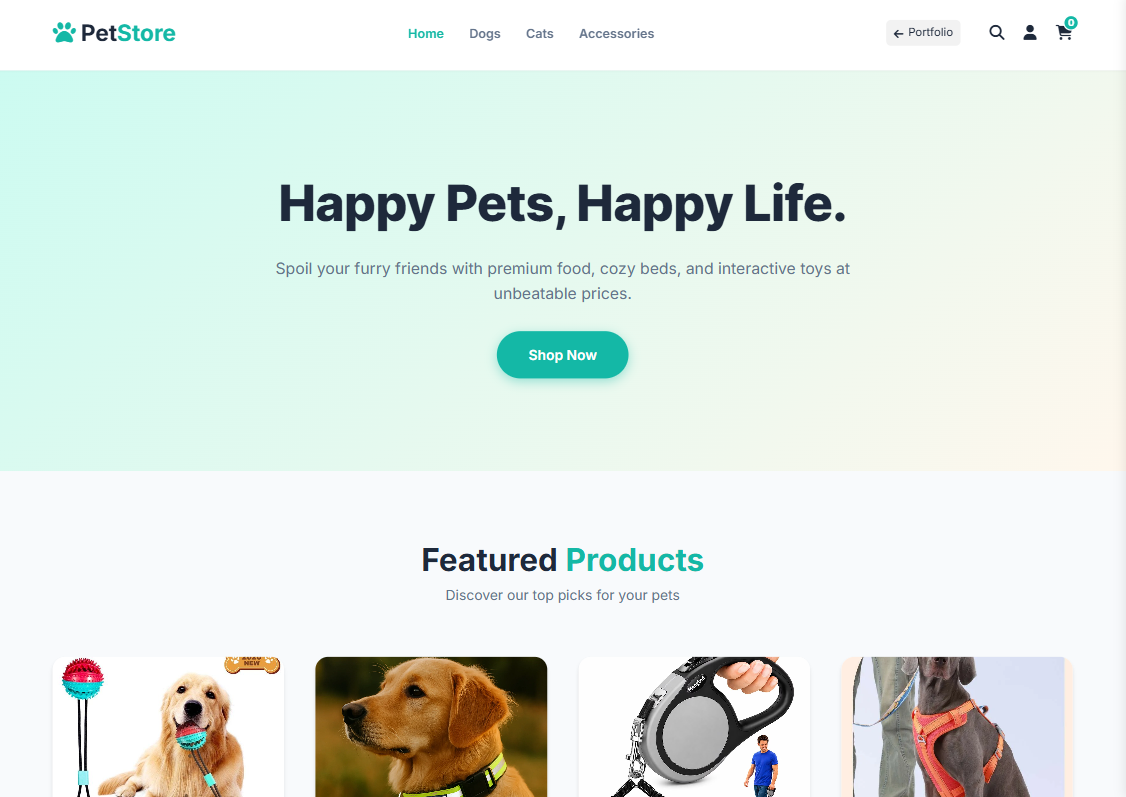 PetStore
Home Dogs Cats Accessories
← Portfolio
0
Happy Pets, Happy Life.
Spoil your furry friends with premium food, cozy beds, and interactive toys at
unbeatable prices.
Shop Now
Featured Products
Discover our top picks for your pets
NEW